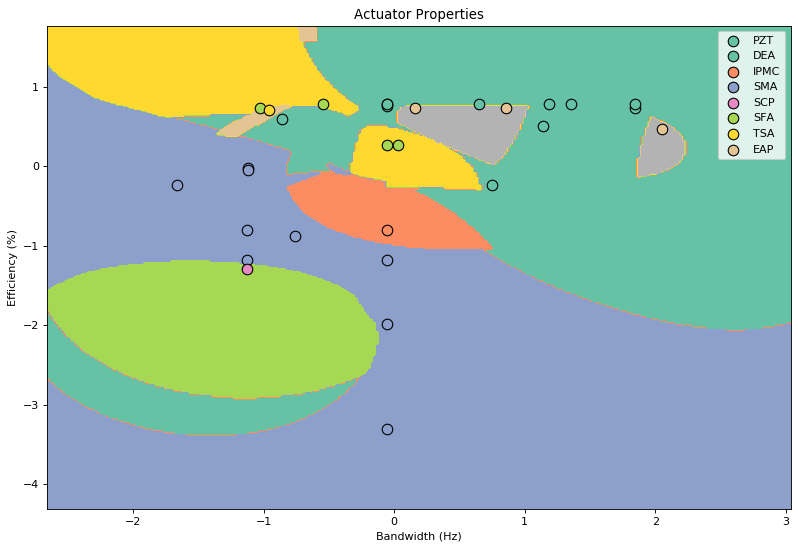 Actuator Properties
PZT
DEA
IPMC
SMA
SCP
SFA
TSA
EAP
Efficiency (%)
1
0
−1
−2
−3
−4
−2 −1 0 1 2 3
Bandwidth (Hz)